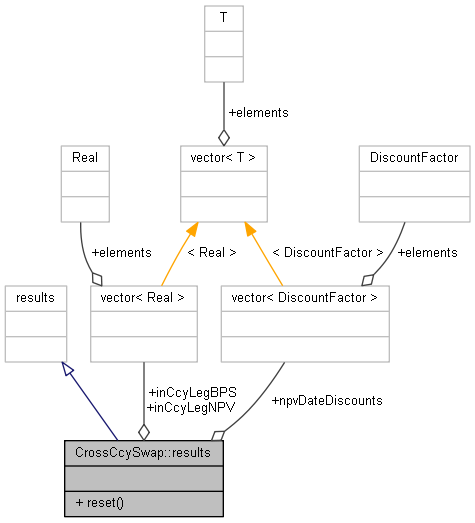 T
+elements
Real
vector< T >
DiscountFactor
+elements
< Real >
< DiscountFactor >
+elements
results
vector< Real >
vector< DiscountFactor >
+inCcyLegBPS
+inCcyLegNPV
+npvDateDiscounts
CrossCcySwap::results
+ reset()